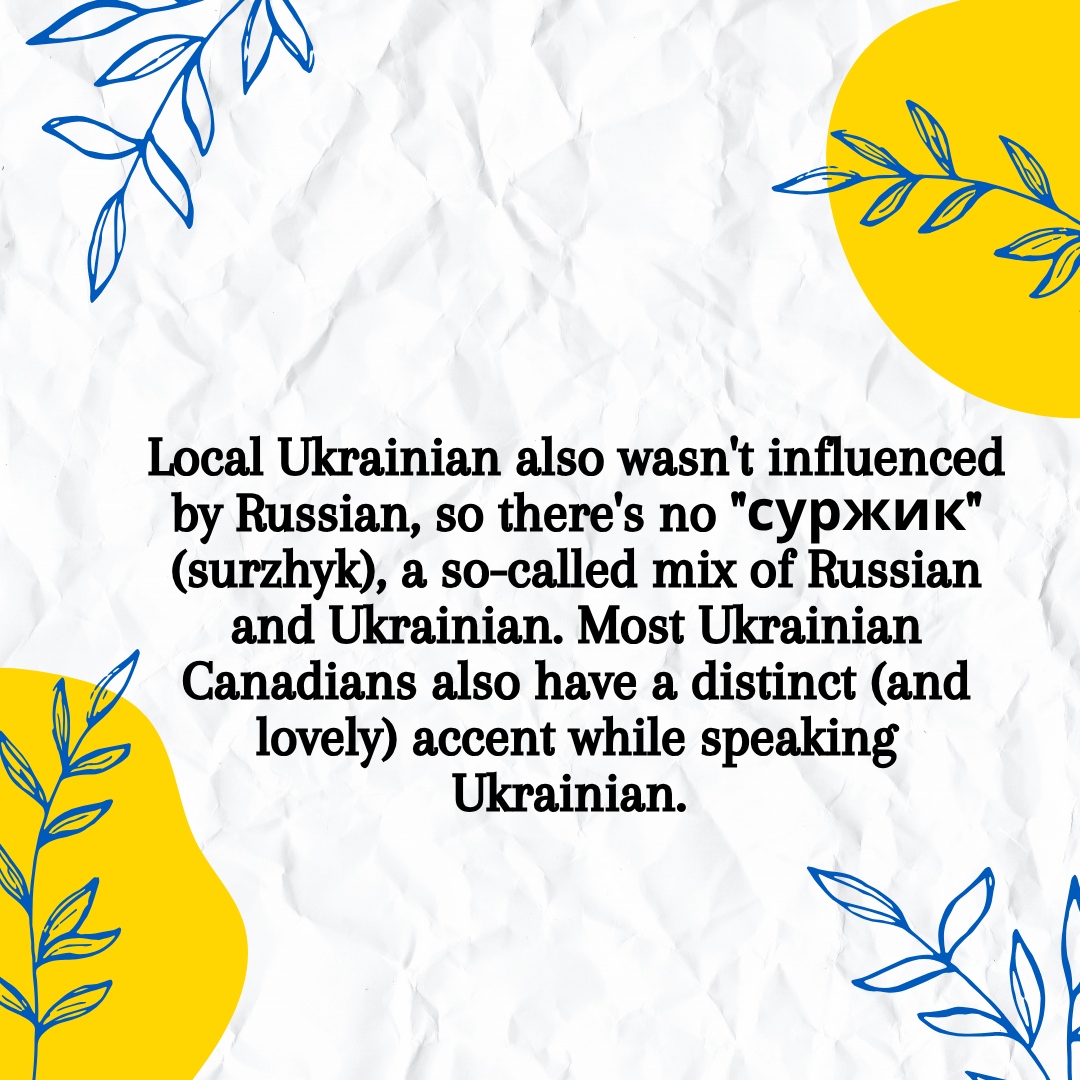 Local Ukrainian also wasn't influenced
by Russian, so there's no "суржик"
(surzhyk), a so-called mix of Russian
and Ukrainian. Most Ukrainian
Canadians also have a distinct (and
lovely) accent while speaking
Ukrainian.